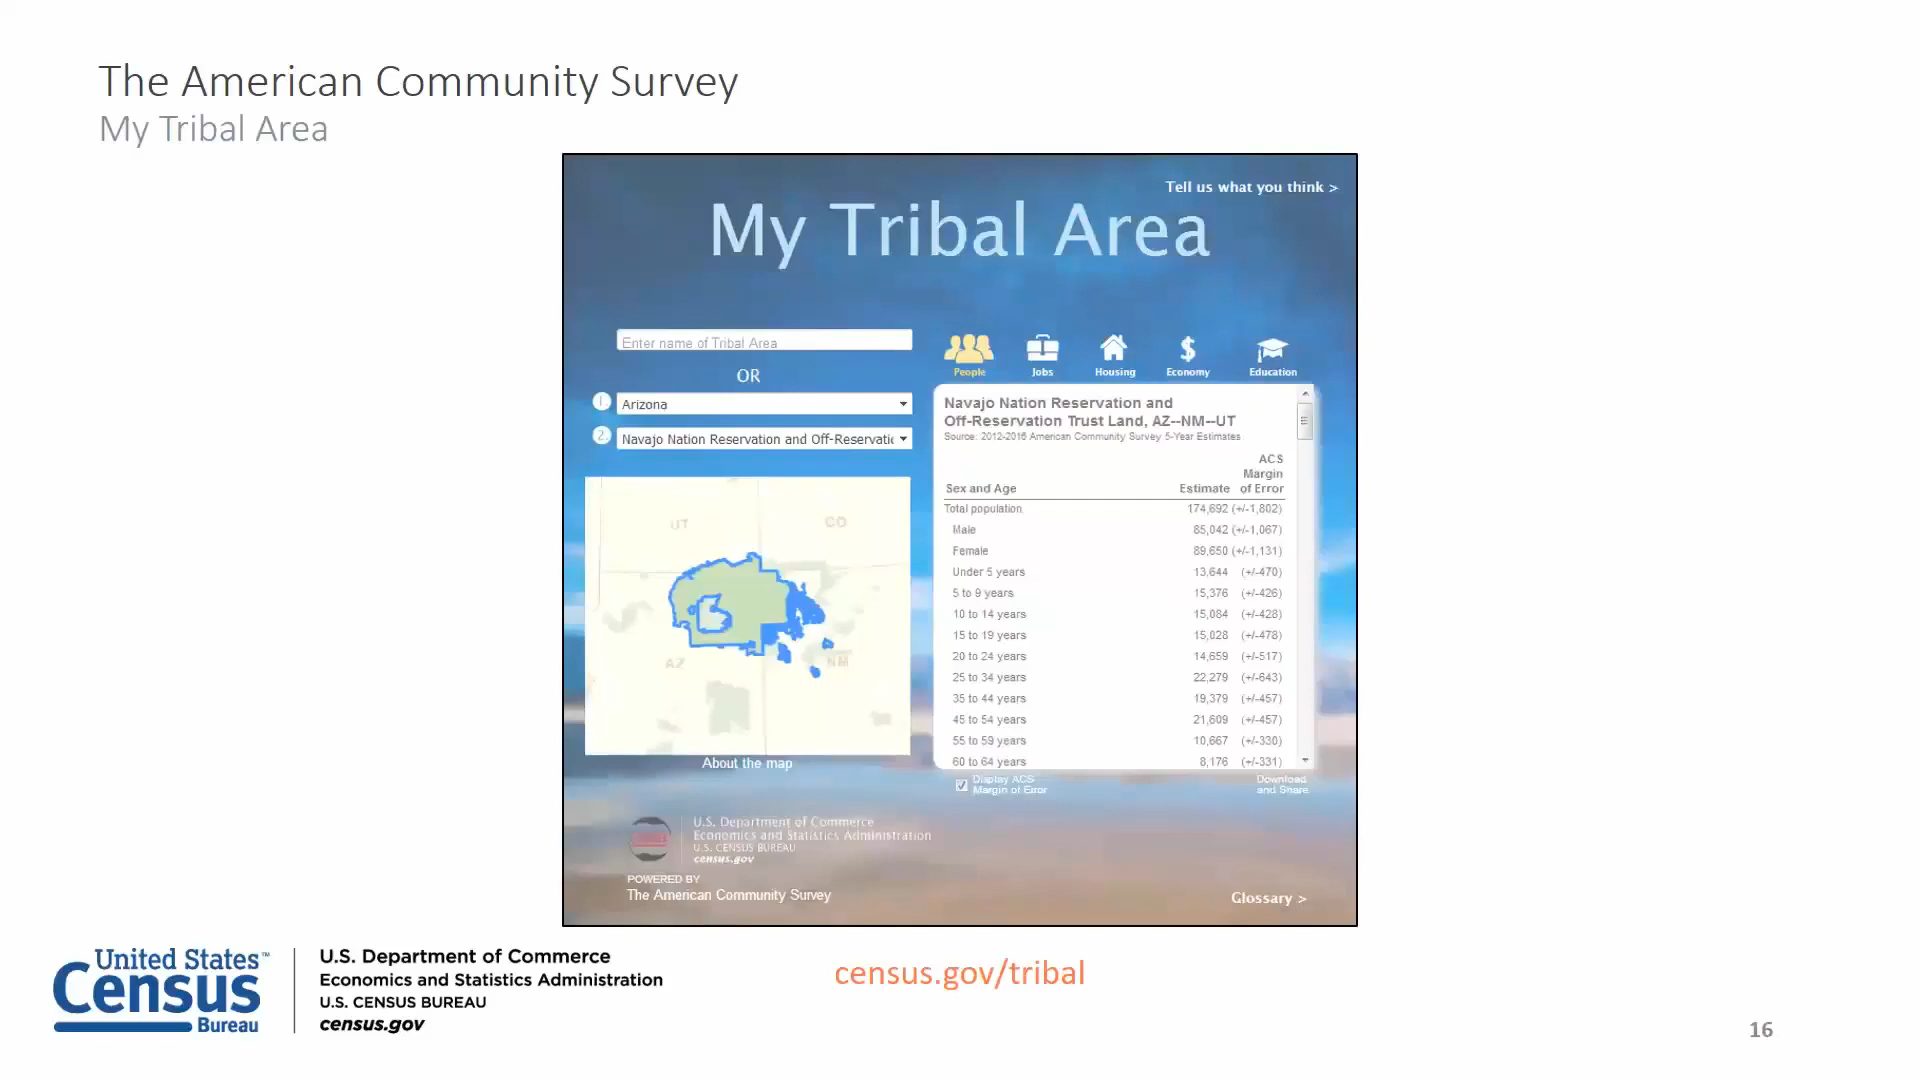 The American Community Survey
My Tribal Area
Tell us what you think >
My Tribal Area
Enter name of Tribal Area
OR
1
Arizona
2
Navajo Nation Reservation and Off-Reservatic
UT
CO
AZ
NM
About the map
People
Jobs
Housing
$
Economy
Education
Navajo Nation Reservation and
Off-Reservation Trust Land, AZ--NM--UT
Source: 2012-2016 American Community Survey 5-Year Estimates
ACS
Margin
Sex and Age Estimate of Error
Total population 174,692 (+/-1,802)
Male 85,042 (+/-1,067)
Female 89,650 (+/-1,131)
Under 5 years 13,644 (+/-470)
5 to 9 years 15,376 (+/-426)
10 to 14 years 15,084 (+/-428)
15 to 19 years 15,028 (+/-478)
20 to 24 years 14,659 (+/-517)
25 to 34 years 22,279 (+/-643)
35 to 44 years 19,379 (+/-457)
45 to 54 years 21,609 (+/-457)
55 to 59 years 10,667 (+/-330)
60 to 64 years 8,176 (+/-331)
Display ACS
Margin of Error
Download
and Share
U.S. Department of Commerce
Economics and Statistics Administration
U.S. CENSUS BUREAU
census.gov
POWERED BY
The American Community Survey
Glossary >
United States™
Census
Bureau
U.S. Department of Commerce
Economics and Statistics Administration
U.S. CENSUS BUREAU
census.gov
census.gov/tribal
16